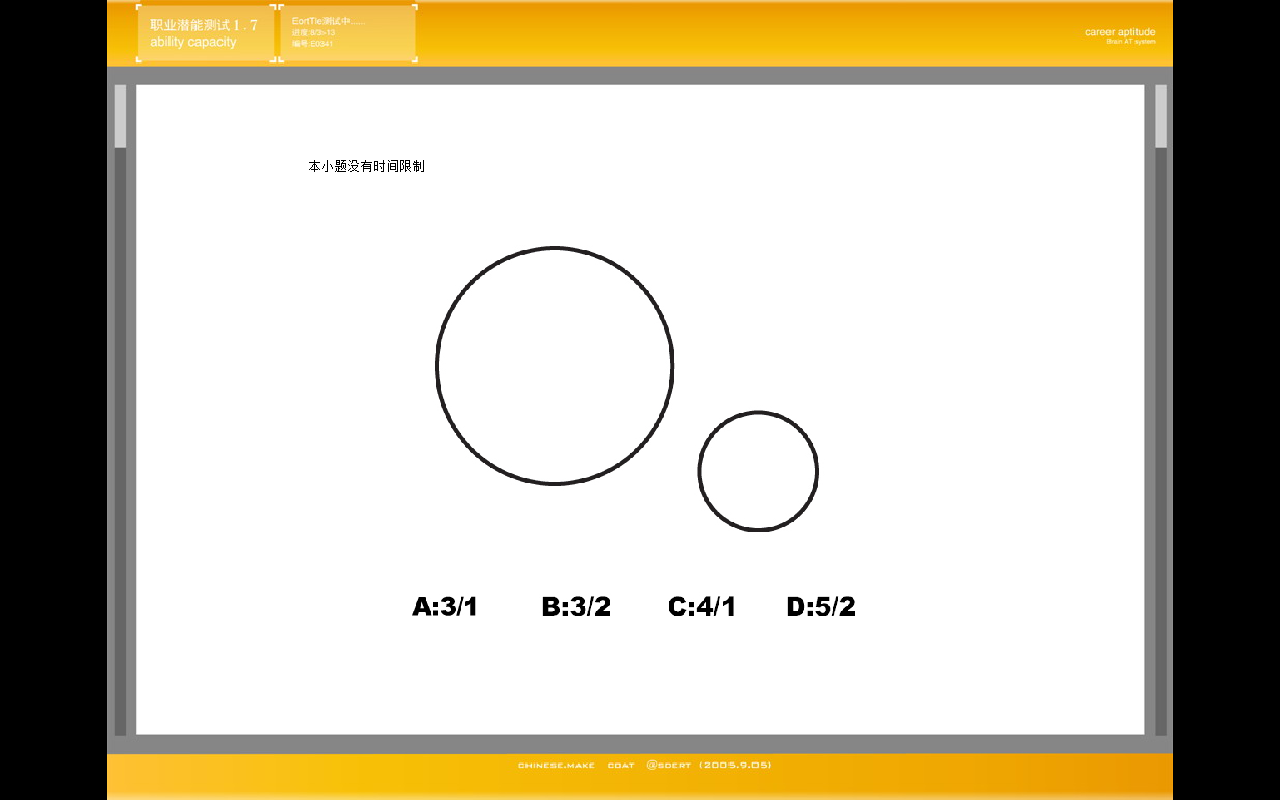 职业潜能测试1.7
ability capacity
EortTle:测试中......
进度:8/3>13
编号:S0341
career aptitude
Brain AT system
本小题没有时间限制
A:3/1 B:3/2 C:4/1 D:5/2
CHINESE.MAKE COAT @SDERT (2005.9.05)